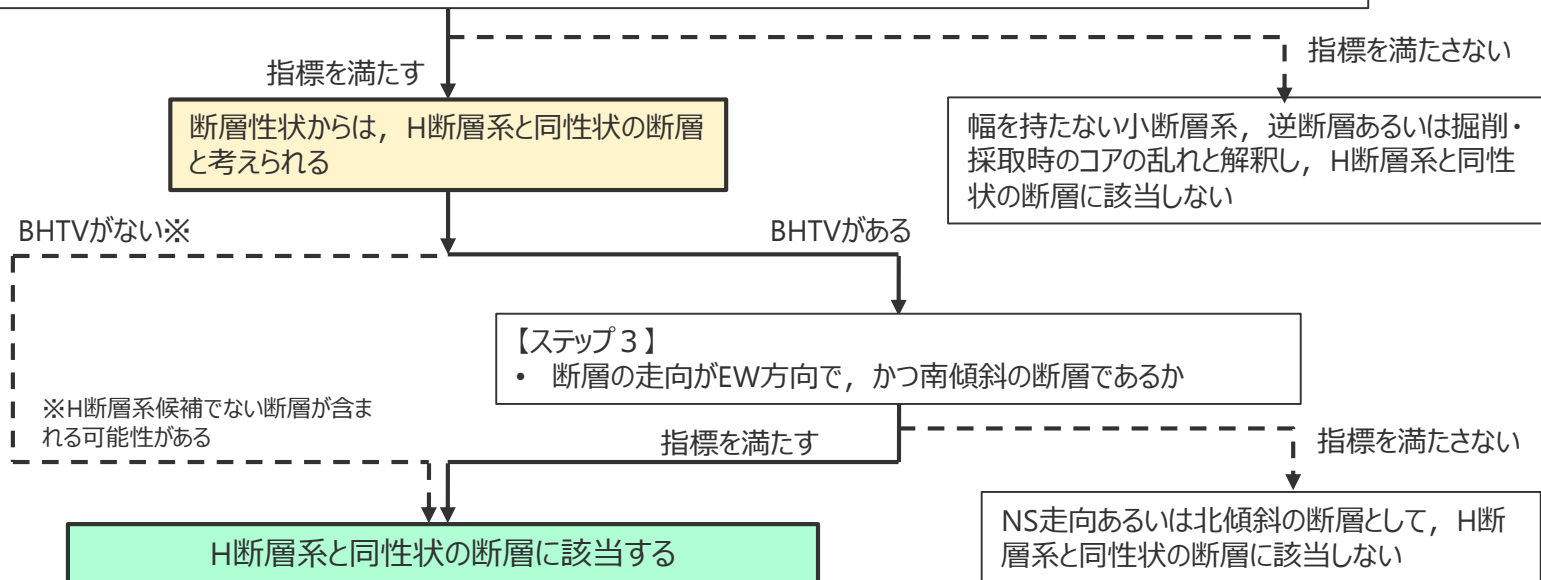 指標を満たさない
指標を満たす
断層性状からは，H断層系と同性状の断層
と考えられる
幅を持たない小断層系，逆断層あるいは掘削・
採取時のコアの乱れと解釈し，H断層系と同性
状の断層に該当しない
BHTVがない※
BHTVがある
【ステップ３】
• 断層の走向がEW方向で，かつ南傾斜の断層であるか
※H断層系候補でない断層が含ま
れる可能性がある
指標を満たす
指標を満たさない
H断層系と同性状の断層に該当する
NS走向あるいは北傾斜の断層として，H断
層系と同性状の断層に該当しない